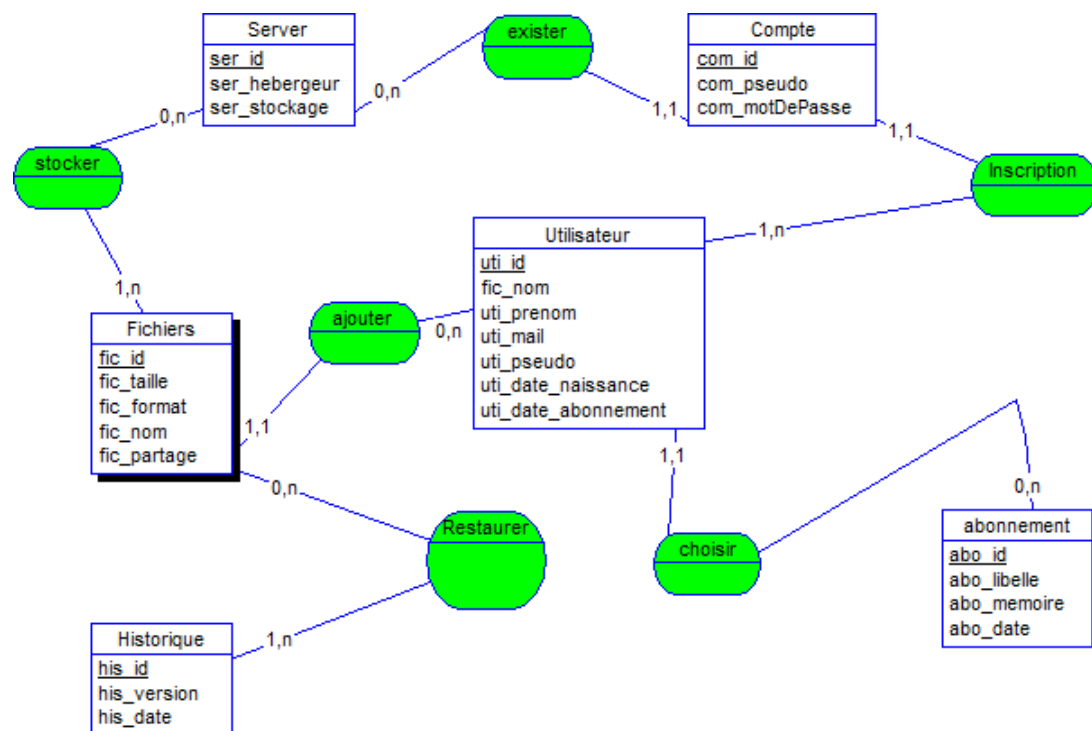 Server
ser_id
ser_hebergeur
ser_stockage
exister
Compte
com_id
com_pseudo
com_motDePasse
0,n
0,n
1,1
1,1
stocker
Inscription
1,n
Utilisateur
uti_id
fic_nom
uti_prenom
uti_mail
uti_pseudo
uti_date_naissance
uti_date_abonnement
1,n
ajouter
0,n
Fichiers
fic_id
fic_taille
fic_format
fic_nom
fic_partage
1,1
1,1
0,n
0,n
Restaurer
choisir
abonnement
abo_id
abo_libelle
abo_memoire
abo_date
1,n
Historique
his_id
his_version
his_date